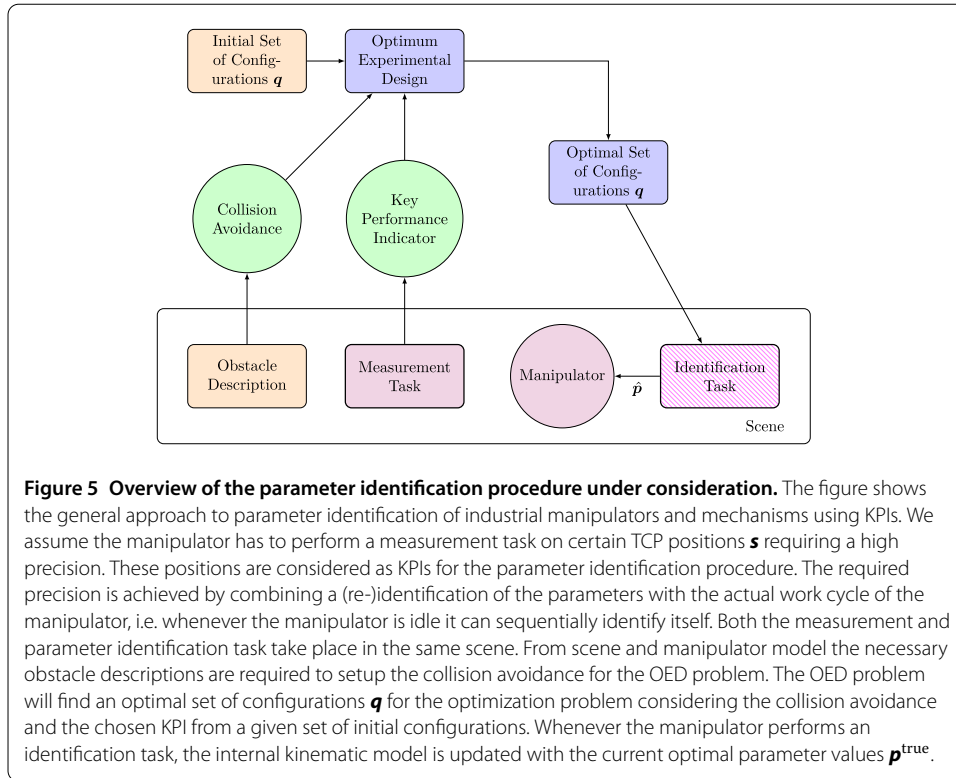 Initial Set
of Config-
urations q
Optimum
Experimental
Design
Optimal Set
of Config-
urations q
Collision
Avoidance
Key
Performance
Indicator
Obstacle
Description
Measurement
Task
Manipulator
p̂
Identification
Task
Scene
Figure 5 Overview of the parameter identification procedure under consideration. The figure shows
the general approach to parameter identification of industrial manipulators and mechanisms using KPIs. We
assume the manipulator has to perform a measurement task on certain TCP positions s requiring a high
precision. These positions are considered as KPIs for the parameter identification procedure. The required
precision is achieved by combining a (re-)identification of the parameters with the actual work cycle of the
manipulator, i.e. whenever the manipulator is idle it can sequentially identify itself. Both the measurement and
parameter identification task take place in the same scene. From scene and manipulator model the necessary
obstacle descriptions are required to setup the collision avoidance for the OED problem. The OED problem
will find an optimal set of configurations q for the optimization problem considering the collision avoidance
and the chosen KPI from a given set of initial configurations. Whenever the manipulator performs an
identification task, the internal kinematic model is updated with the current optimal parameter values p^true.